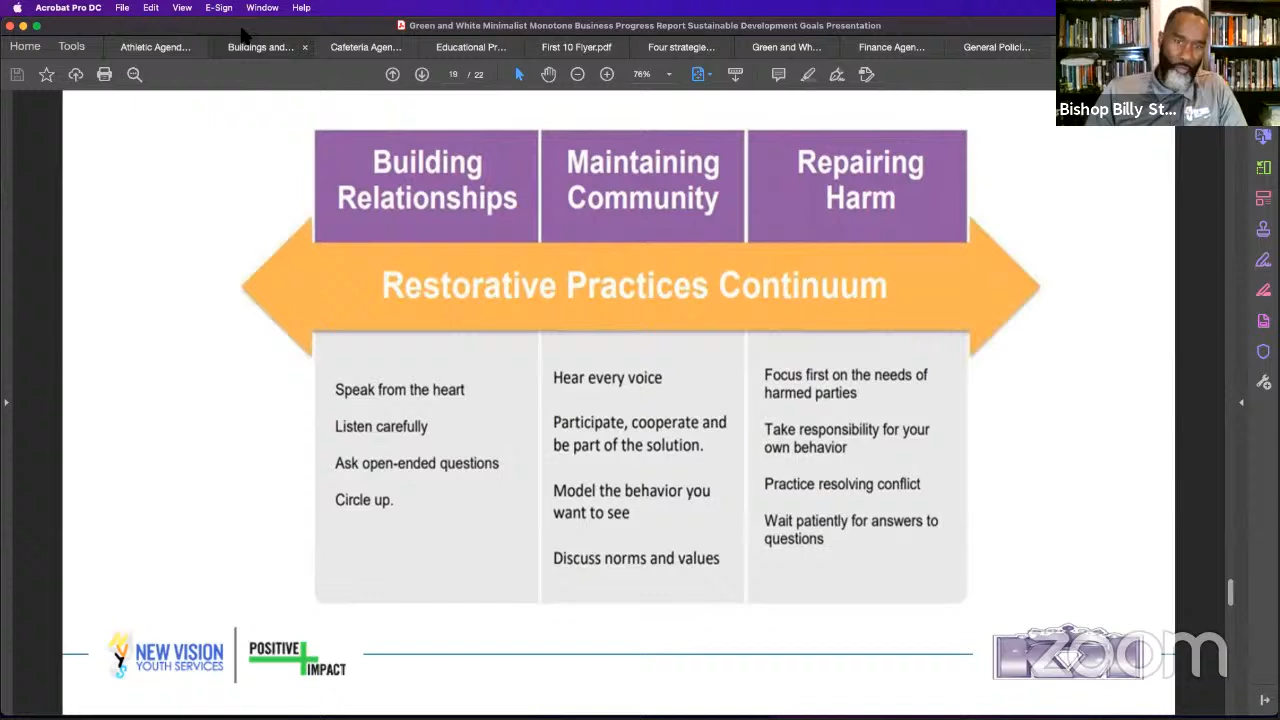 Acrobat Pro DC File Edit View E-Sign Window Help
Green and White Minimalist Monotone Business Progress Report Sustainable Development Goals Presentation
Home Tools Athletic Agend... Buildings and... × Cafeteria Agen... Educational Pr... First 10 Flyer.pdf Four strategie... Green and Wh... Finance Agen... General Polici...
19 / 22 76%
Bishop Billy St...
Building
Relationships
Maintaining
Community
Repairing
Harm
Restorative Practices Continuum
Speak from the heart
Listen carefully
Ask open-ended questions
Circle up.
Hear every voice
Participate, cooperate and
be part of the solution.
Model the behavior you
want to see
Discuss norms and values
Focus first on the needs of
harmed parties
Take responsibility for your
own behavior
Practice resolving conflict
Wait patiently for answers to
questions
NEW VISION
YOUTH SERVICES
POSITIVE
IMPACT
zoom